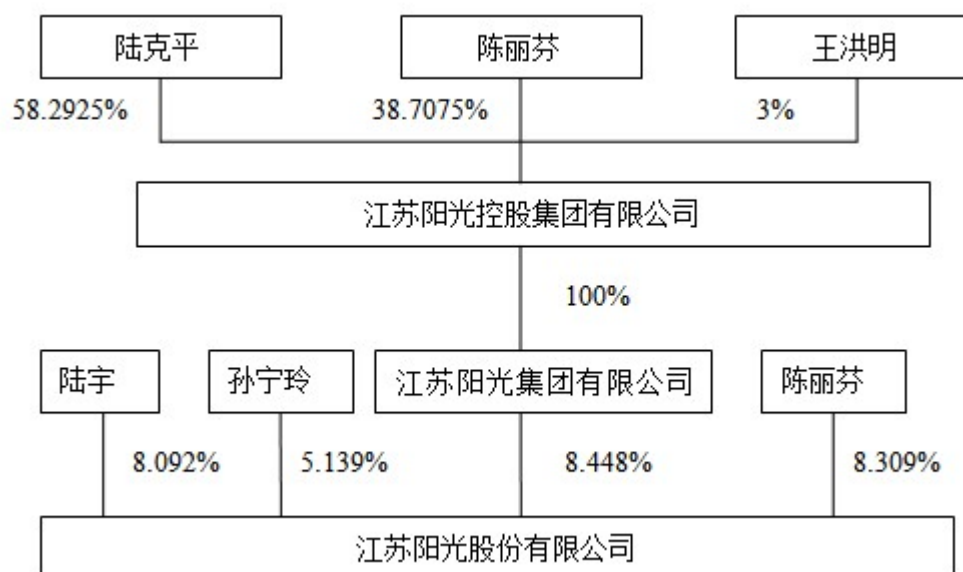 陆克平
陈丽芬
王洪明
58.2925%
38.7075%
3%
江苏阳光控股集团有限公司
100%
陆宇
孙宁玲
江苏阳光集团有限公司
陈丽芬
8.092%
5.139%
8.448%
8.309%
江苏阳光股份有限公司